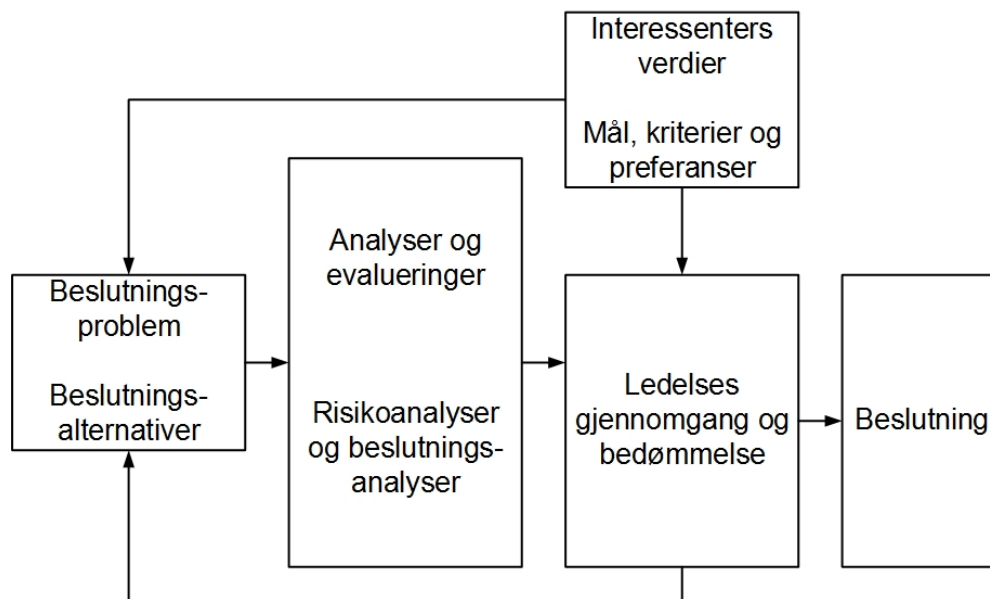 Interessenters
verdier
Mål, kriterier og
preferanser
Beslutnings-
problem
Beslutnings-
alternativer
Analyser og
evalueringer
Risikoanalyser
og beslutnings-
analyser
Ledelses
gjennomgang og
bedømmelse
Beslutning